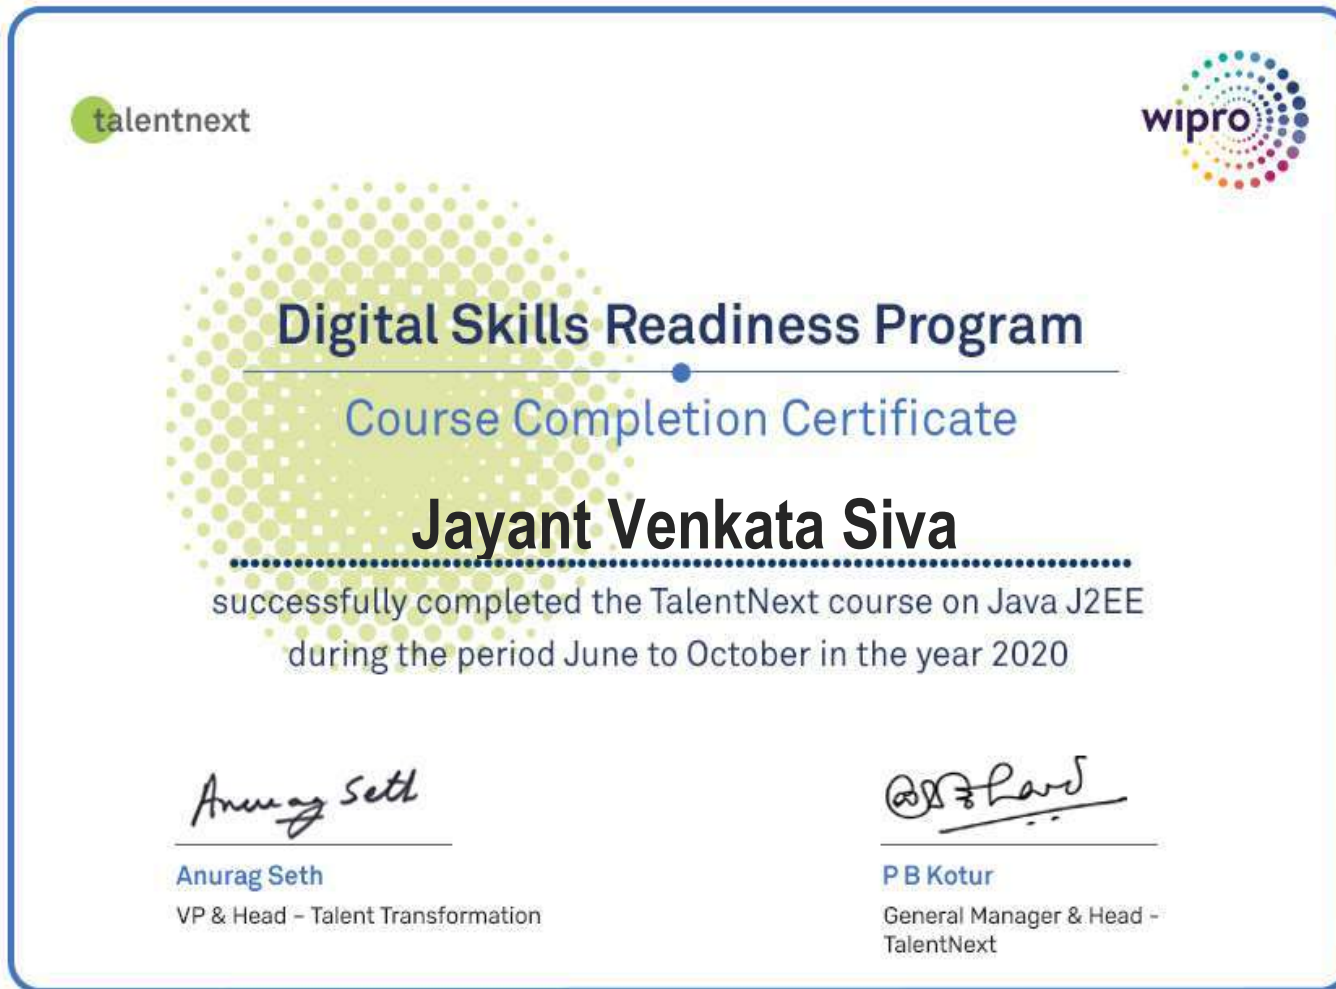 talentnext
wipro
Digital Skills Readiness Program
Course Completion Certificate
Jayant Venkata Siva
successfully completed the TalentNext course on Java J2EE
during the period June to October in the year 2020
Anurag Seth
Anurag Seth
VP & Head – Talent Transformation
P B Kotur
General Manager & Head -
TalentNext